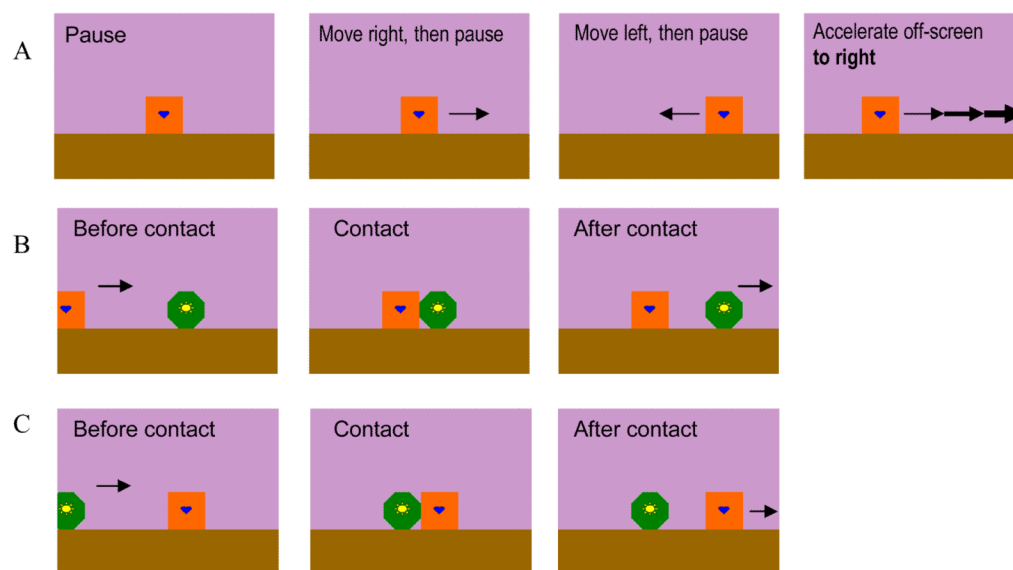 A
Pause
Move right, then pause
Move left, then pause
Accelerate off-screen
to right
B
Before contact
Contact
After contact
C
Before contact
Contact
After contact